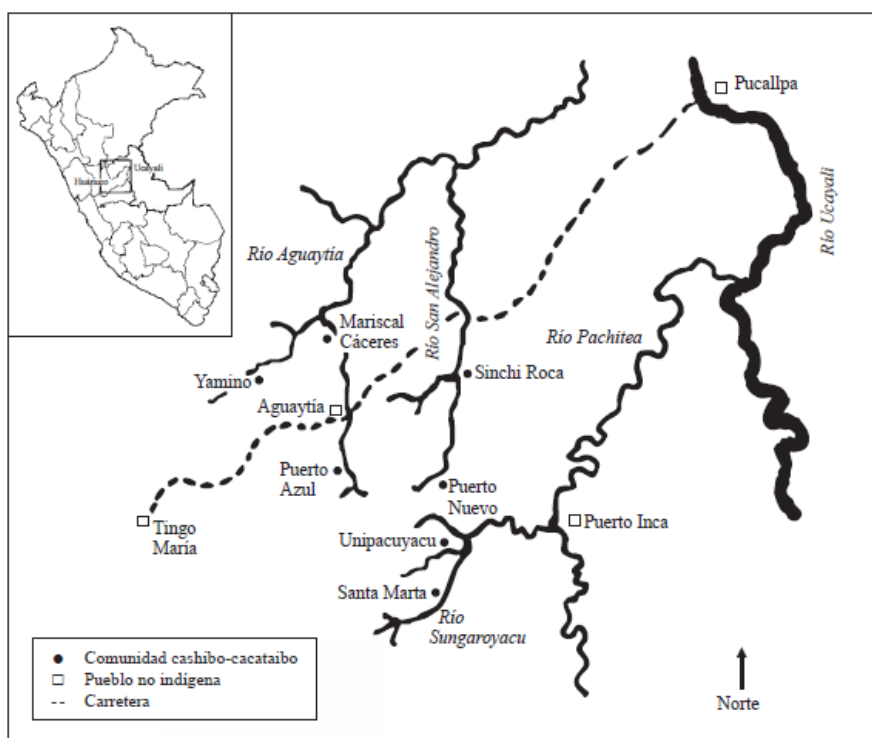 Ucayali
Huánuco
Pucallpa
Río Ucayali
Río Aguaytía
Río San Alejandro
Mariscal
Cáceres
Río Pachitea
Yamino
Sinchi Roca
Aguaytía
Puerto
Azul
Puerto
Nuevo
Tingo
María
Puerto Inca
Unipacuyacu
Santa Marta
Río
Sungaroyacu
Comunidad cashibo-cacataibo
Pueblo no indígena
Carretera
Norte